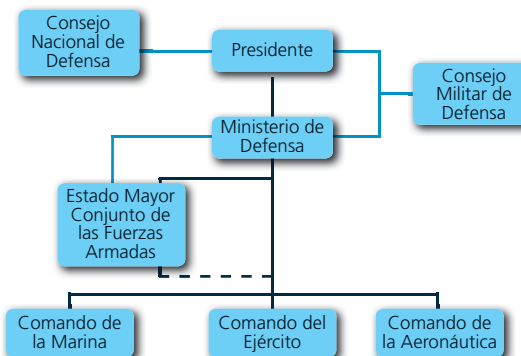 Consejo
Nacional de
Defensa
Presidente
Consejo
Militar de
Defensa
Ministerio de
Defensa
Estado Mayor
Conjunto de
las Fuerzas
Armadas
Comando de
la Marina
Comando del
Ejército
Comando de
la Aeronáutica